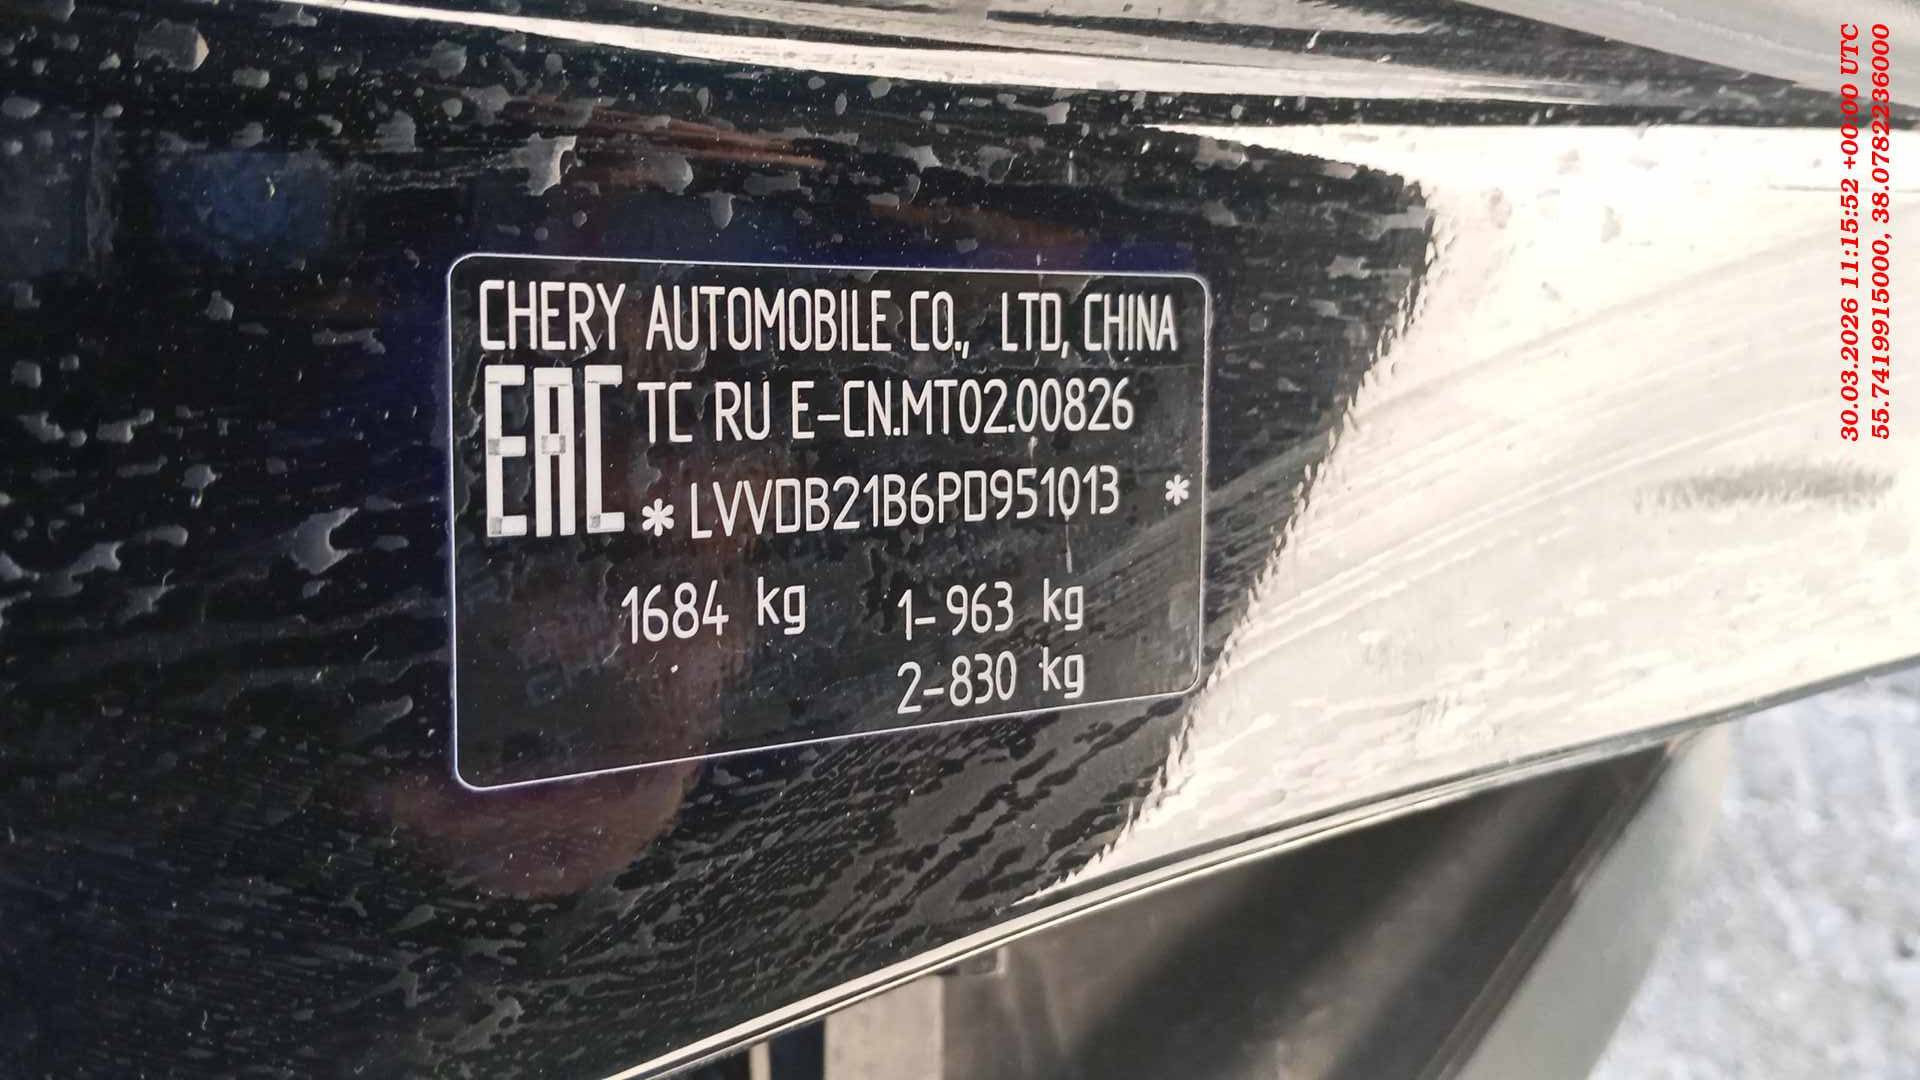 CHERY AUTOMOBILE CO., LTD, CHINA
EAC TC RU E-CN.MT02.00826
* LVVDB21B6PD951013 *
1684 kg 1-963 kg
2-830 kg
30.03.2026 11:15:52 +00:00 UTC
55.7419915000, 38.0782236000